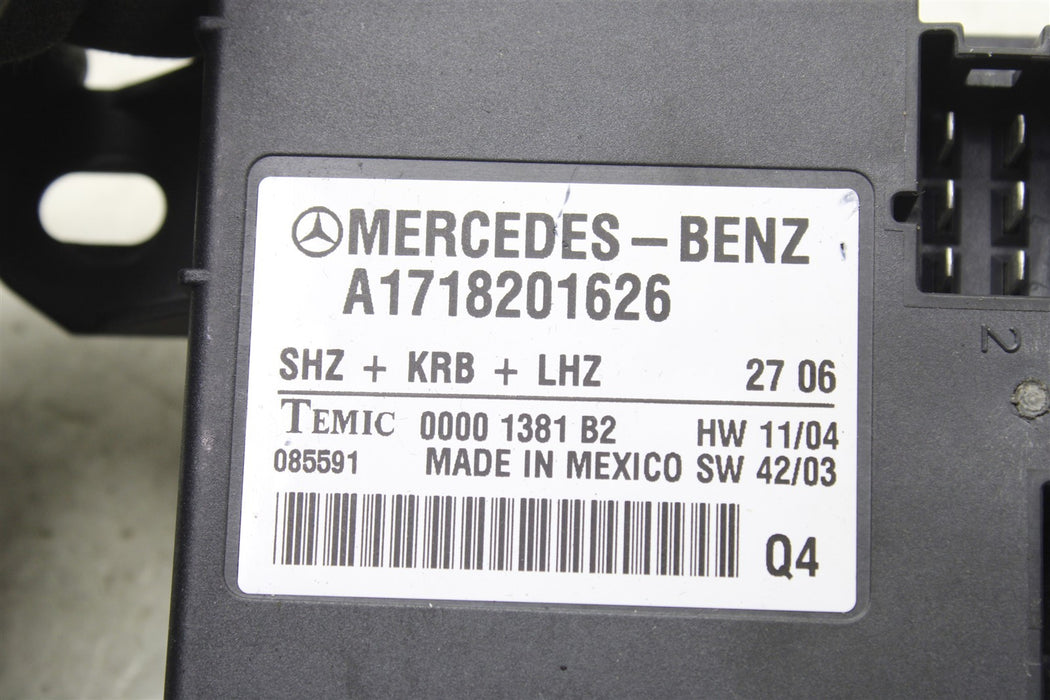 MERCEDES-BENZ
A1718201626
SHZ + KRB + LHZ 27 06
TEMIC 0000 1381 B2 HW 11/04
085591 MADE IN MEXICO SW 42/03
Q4
2